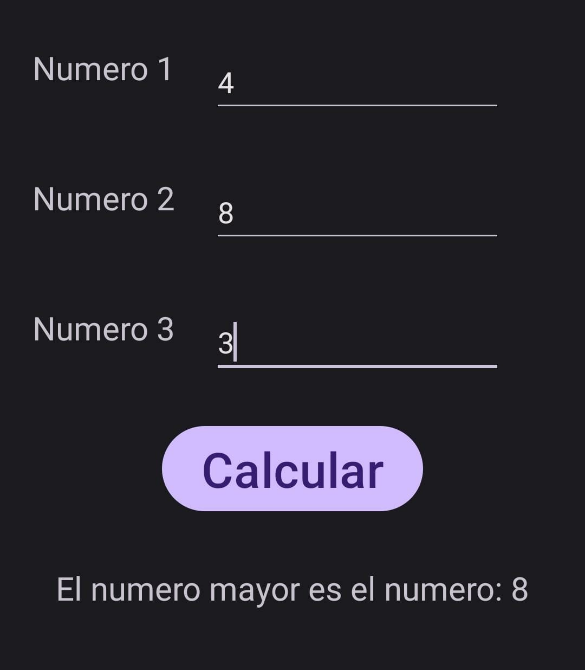 Numero 1
4
Numero 2
8
Numero 3
3
Calcular
El numero mayor es el numero: 8